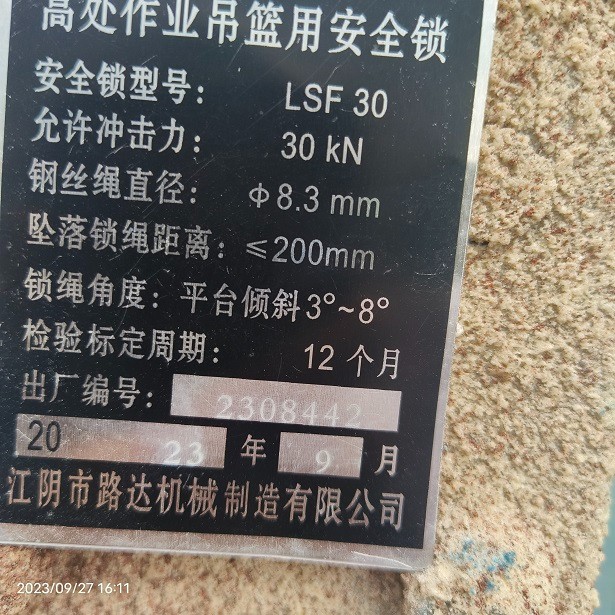 高处作业吊篮用安全锁
安全锁型号: LSF 30
允许冲击力: 30 kN
钢丝绳直径: φ8.3 mm
坠落锁绳距离: ≤200mm
锁绳角度: 平台倾斜3°~8°
检验标定周期: 12 个月
出厂编号: 2308442
20 23 年 9 月
江阴市路达机械制造有限公司
2023/09/27 16:11